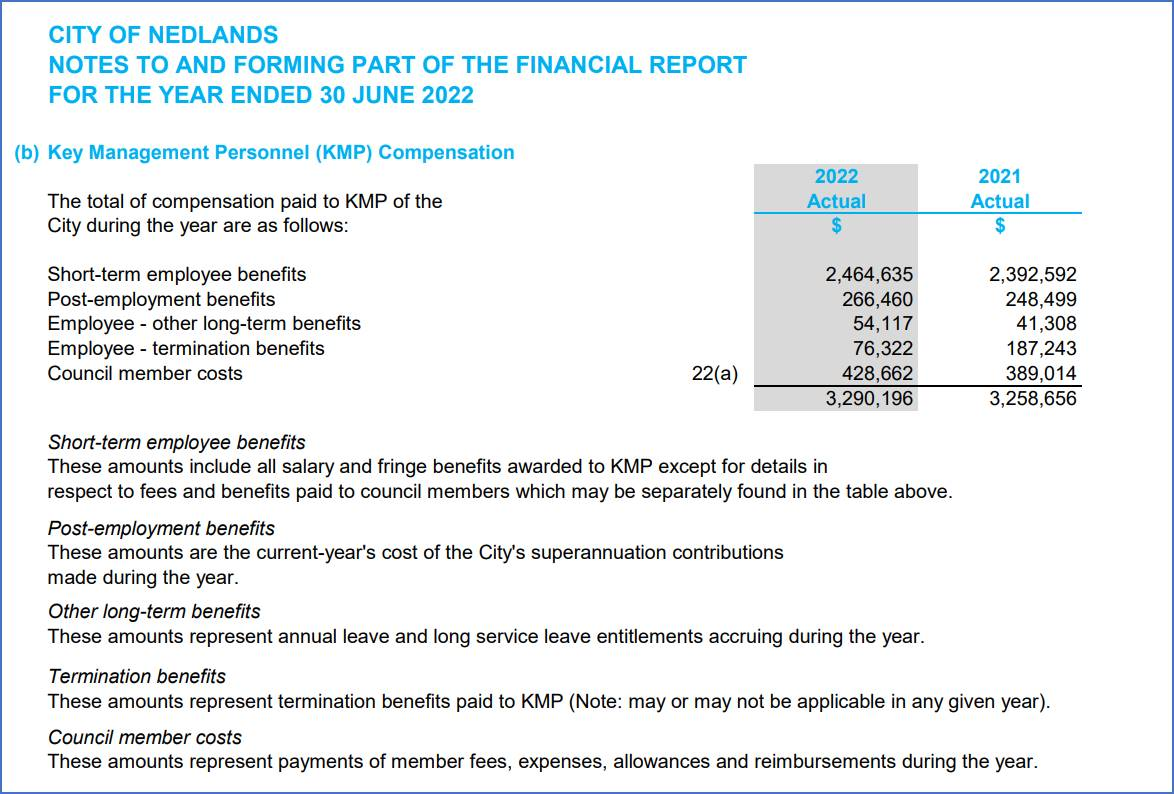 CITY OF NEDLANDS
NOTES TO AND FORMING PART OF THE FINANCIAL REPORT
FOR THE YEAR ENDED 30 JUNE 2022
(b) Key Management Personnel (KMP) Compensation
2022 2021
The total of compensation paid to KMP of the Actual Actual
City during the year are as follows: $ $
Short-term employee benefits 2,464,635 2,392,592
Post-employment benefits 266,460 248,499
Employee - other long-term benefits 54,117 41,308
Employee - termination benefits 76,322 187,243
Council member costs 22(a) 428,662 389,014
3,290,196 3,258,656
Short-term employee benefits
These amounts include all salary and fringe benefits awarded to KMP except for details in
respect to fees and benefits paid to council members which may be separately found in the table above.
Post-employment benefits
These amounts are the current-year's cost of the City's superannuation contributions
made during the year.
Other long-term benefits
These amounts represent annual leave and long service leave entitlements accruing during the year.
Termination benefits
These amounts represent termination benefits paid to KMP (Note: may or may not be applicable in any given year).
Council member costs
These amounts represent payments of member fees, expenses, allowances and reimbursements during the year.